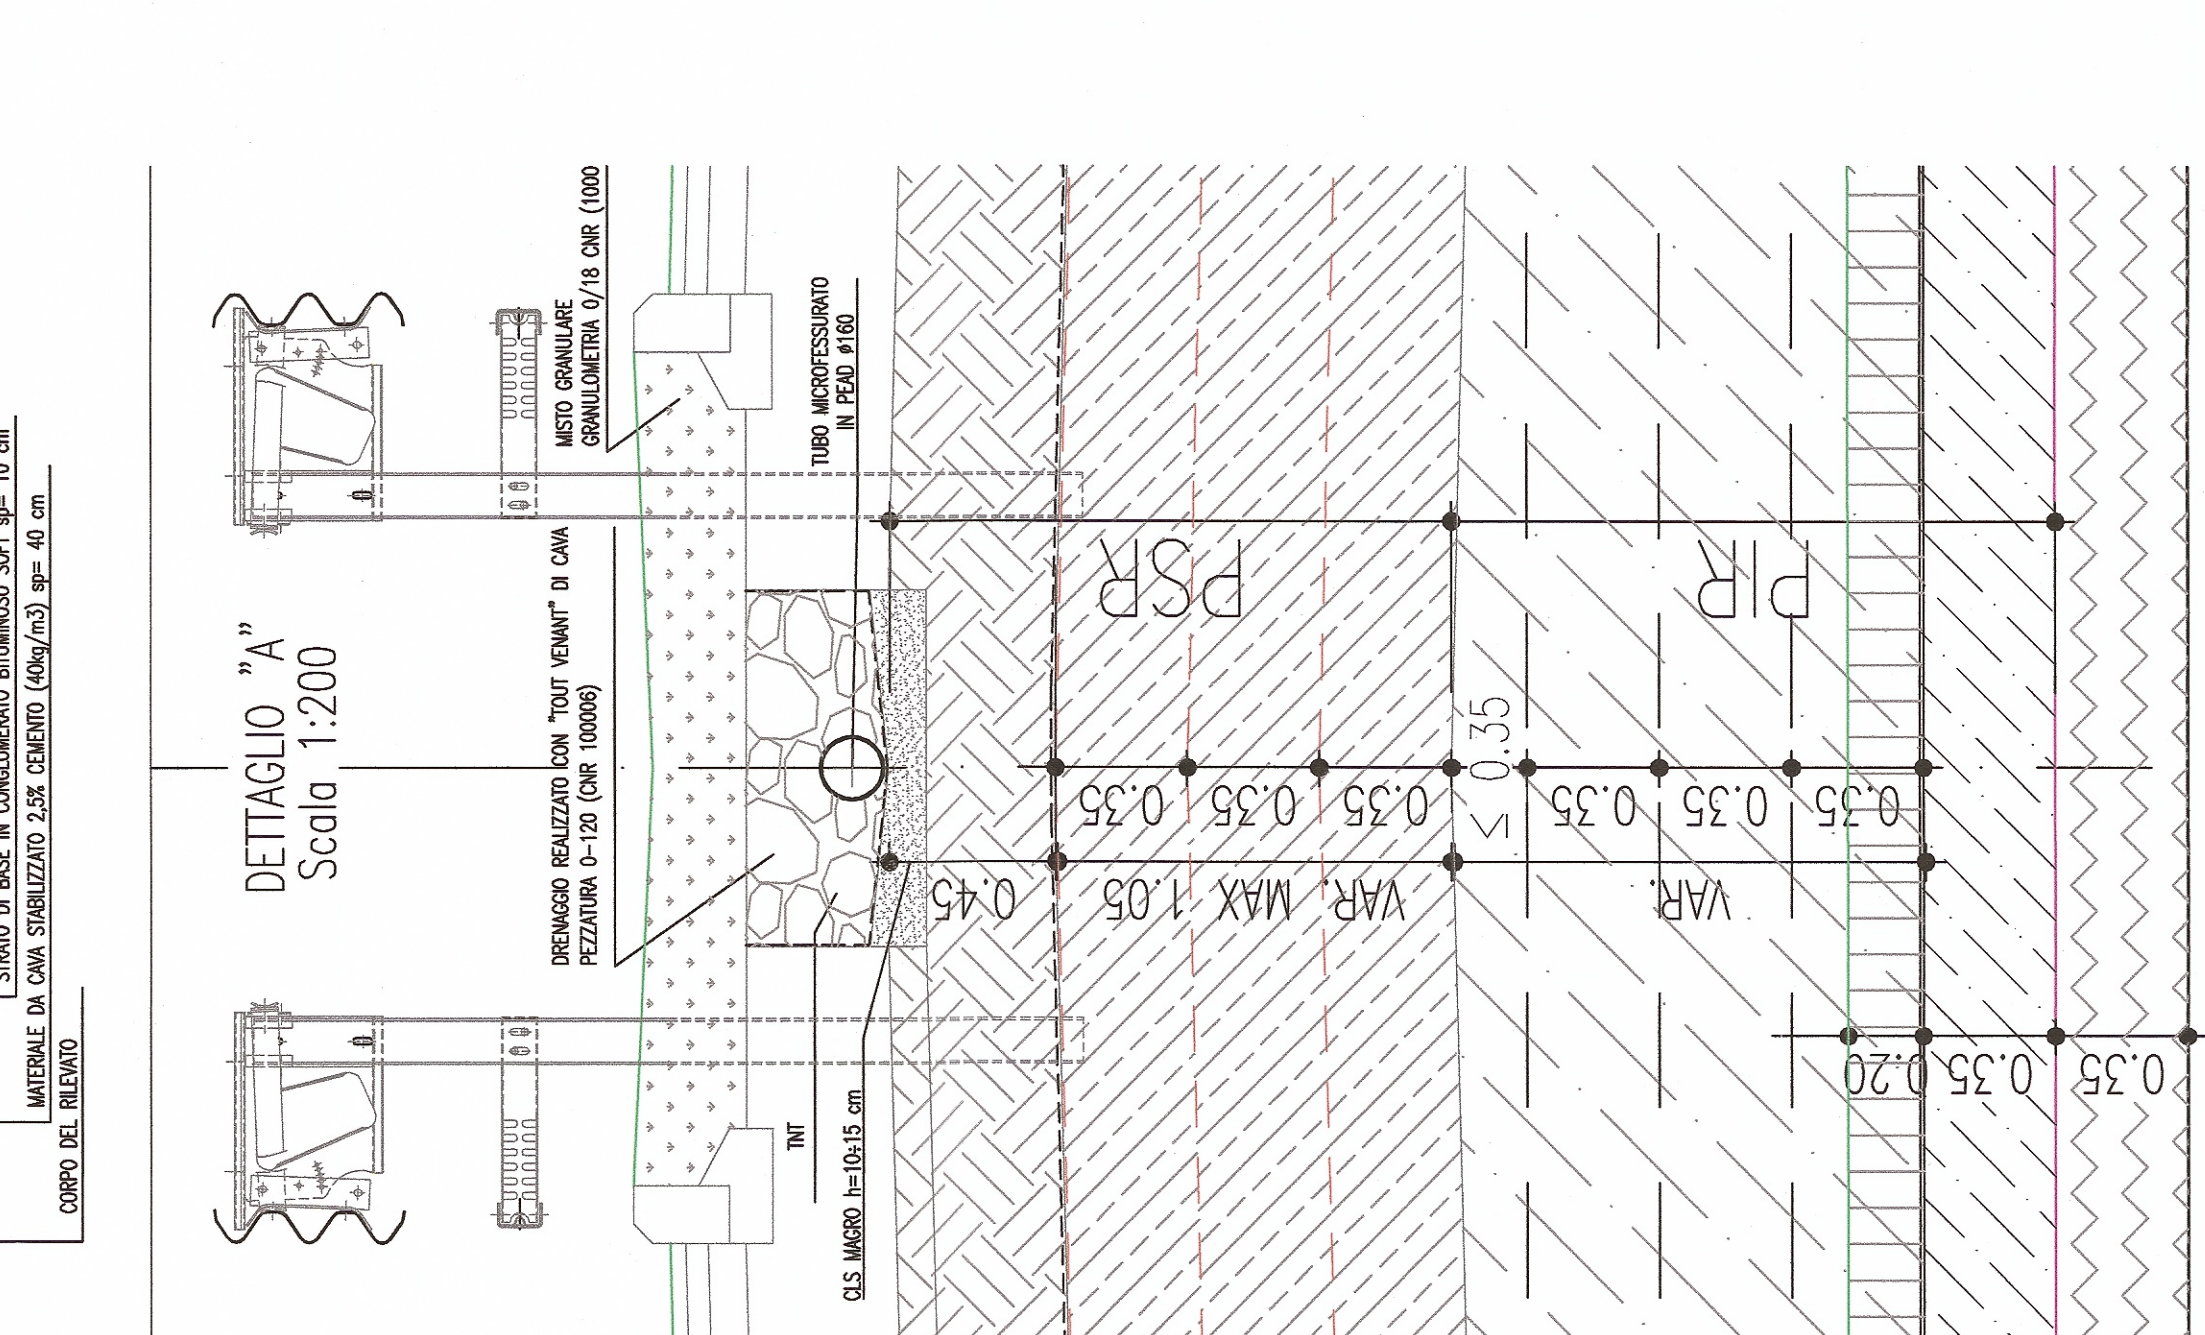 STRATO DI BASE IN CONGLOMERATO BITUMINOSO SOFT sp= 10 cm
MATERIALE DA CAVA STABILIZZATO 2,5% CEMENTO (40kg/m3) sp= 40 cm
CORPO DEL RILEVATO
DETTAGLIO "A"
Scala 1:200
MISTO GRANULARE
GRANULOMETRIA 0/18 CNR (1000
DRENAGGIO REALIZZATO CON "TOUT VENANT" DI CAVA
PEZZATURA 0-120 (CNR 100006)
TUBO MICROFESSURATO
IN PEAD ø160
TNT
CLS MAGRO h=10÷15 cm
PSR
PIR
≤ 0.35
0.35
0.35
0.35
0.35
0.35
0.35
0.45
VAR. MAX 1.05
VAR.
0.20
0.35
0.35